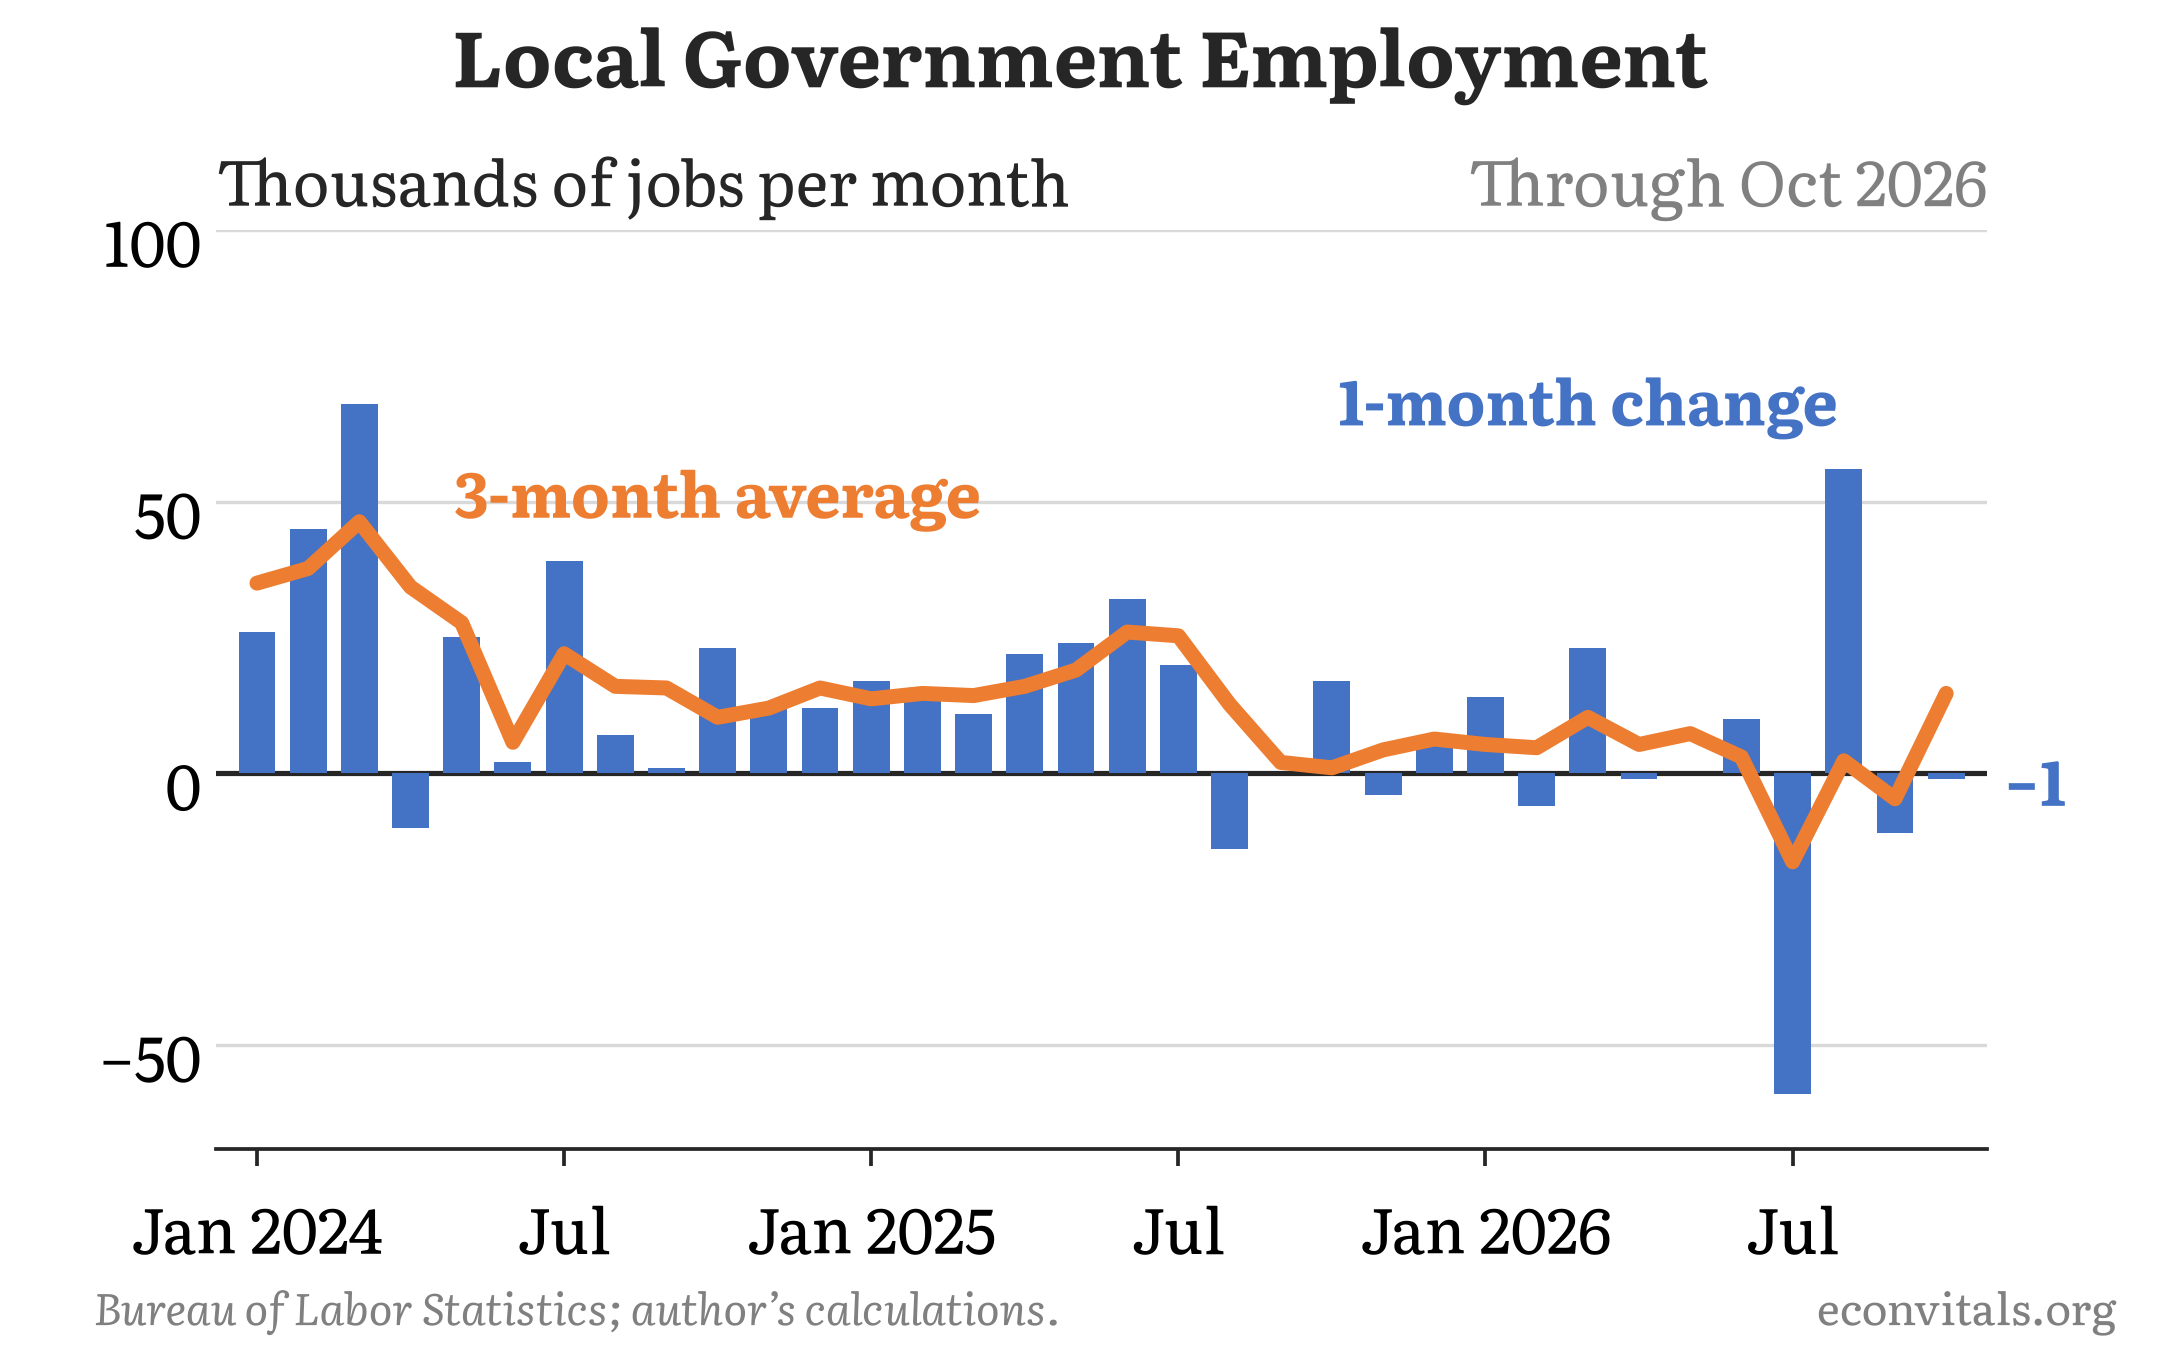 Local Government Employment
Thousands of jobs per month
Through Oct 2026
100
1-month change
3-month average
50
0
–1
–50
Jan 2024
Jul
Jan 2025
Jul
Jan 2026
Jul
Bureau of Labor Statistics; author’s calculations.
econvitals.org